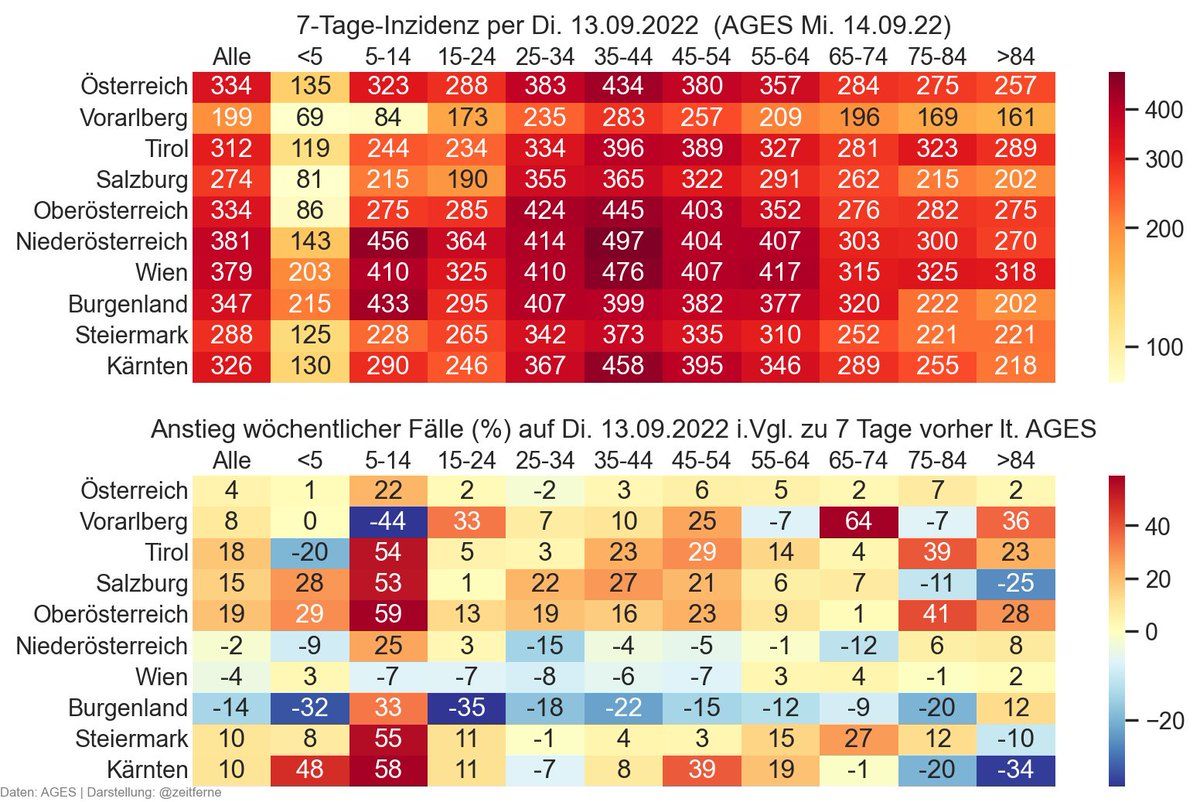 7-Tage-Inzidenz per Di. 13.09.2022 (AGES Mi. 14.09.22)
Alle <5 5-14 15-24 25-34 35-44 45-54 55-64 65-74 75-84 >84
Österreich 334 135 323 288 383 434 380 357 284 275 257
Vorarlberg 199 69 84 173 235 283 257 209 196 169 161
Tirol 312 119 244 234 334 396 389 327 281 323 289
Salzburg 274 81 215 190 355 365 322 291 262 215 202
Oberösterreich 334 86 275 285 424 445 403 352 276 282 275
Niederösterreich 381 143 456 364 414 497 404 407 303 300 270
Wien 379 203 410 325 410 476 407 417 315 325 318
Burgenland 347 215 433 295 407 399 382 377 320 222 202
Steiermark 288 125 228 265 342 373 335 310 252 221 221
Kärnten 326 130 290 246 367 458 395 346 289 255 218
400
300
200
100
Anstieg wöchentlicher Fälle (%) auf Di. 13.09.2022 i.Vgl. zu 7 Tage vorher lt. AGES
Alle <5 5-14 15-24 25-34 35-44 45-54 55-64 65-74 75-84 >84
Österreich 4 1 22 2 -2 3 6 5 2 7 2
Vorarlberg 8 0 -44 33 7 10 25 -7 64 -7 36
Tirol 18 -20 54 5 3 23 29 14 4 39 23
Salzburg 15 28 53 1 22 27 21 6 7 -11 -25
Oberösterreich 19 29 59 13 19 16 23 9 1 41 28
Niederösterreich -2 -9 25 3 -15 -4 -5 -1 -12 6 8
Wien -4 3 -7 -7 -8 -6 -7 3 4 -1 2
Burgenland -14 -32 33 -35 -18 -22 -15 -12 -9 -20 12
Steiermark 10 8 55 11 -1 4 3 15 27 12 -10
Kärnten 10 48 58 11 -7 8 39 19 -1 -20 -34
40
20
0
−20
Daten: AGES | Darstellung: @zeitferne